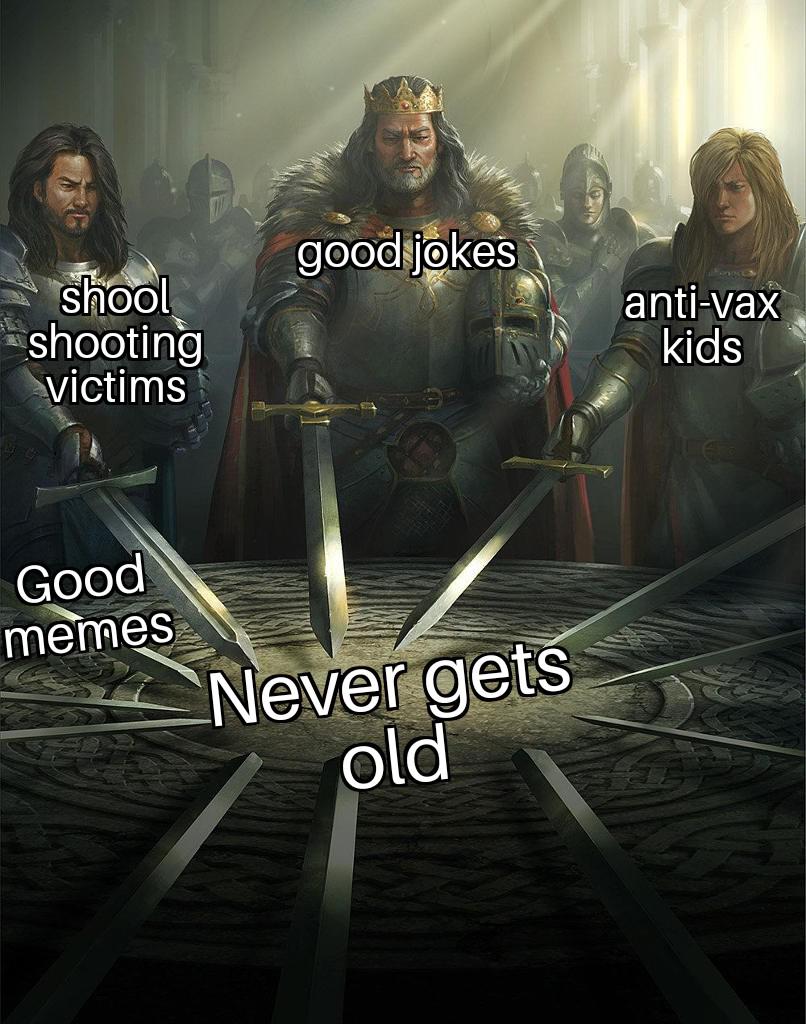 good jokes
shool
shooting
victims
anti-vax
kids
Good
memes
Never gets
old